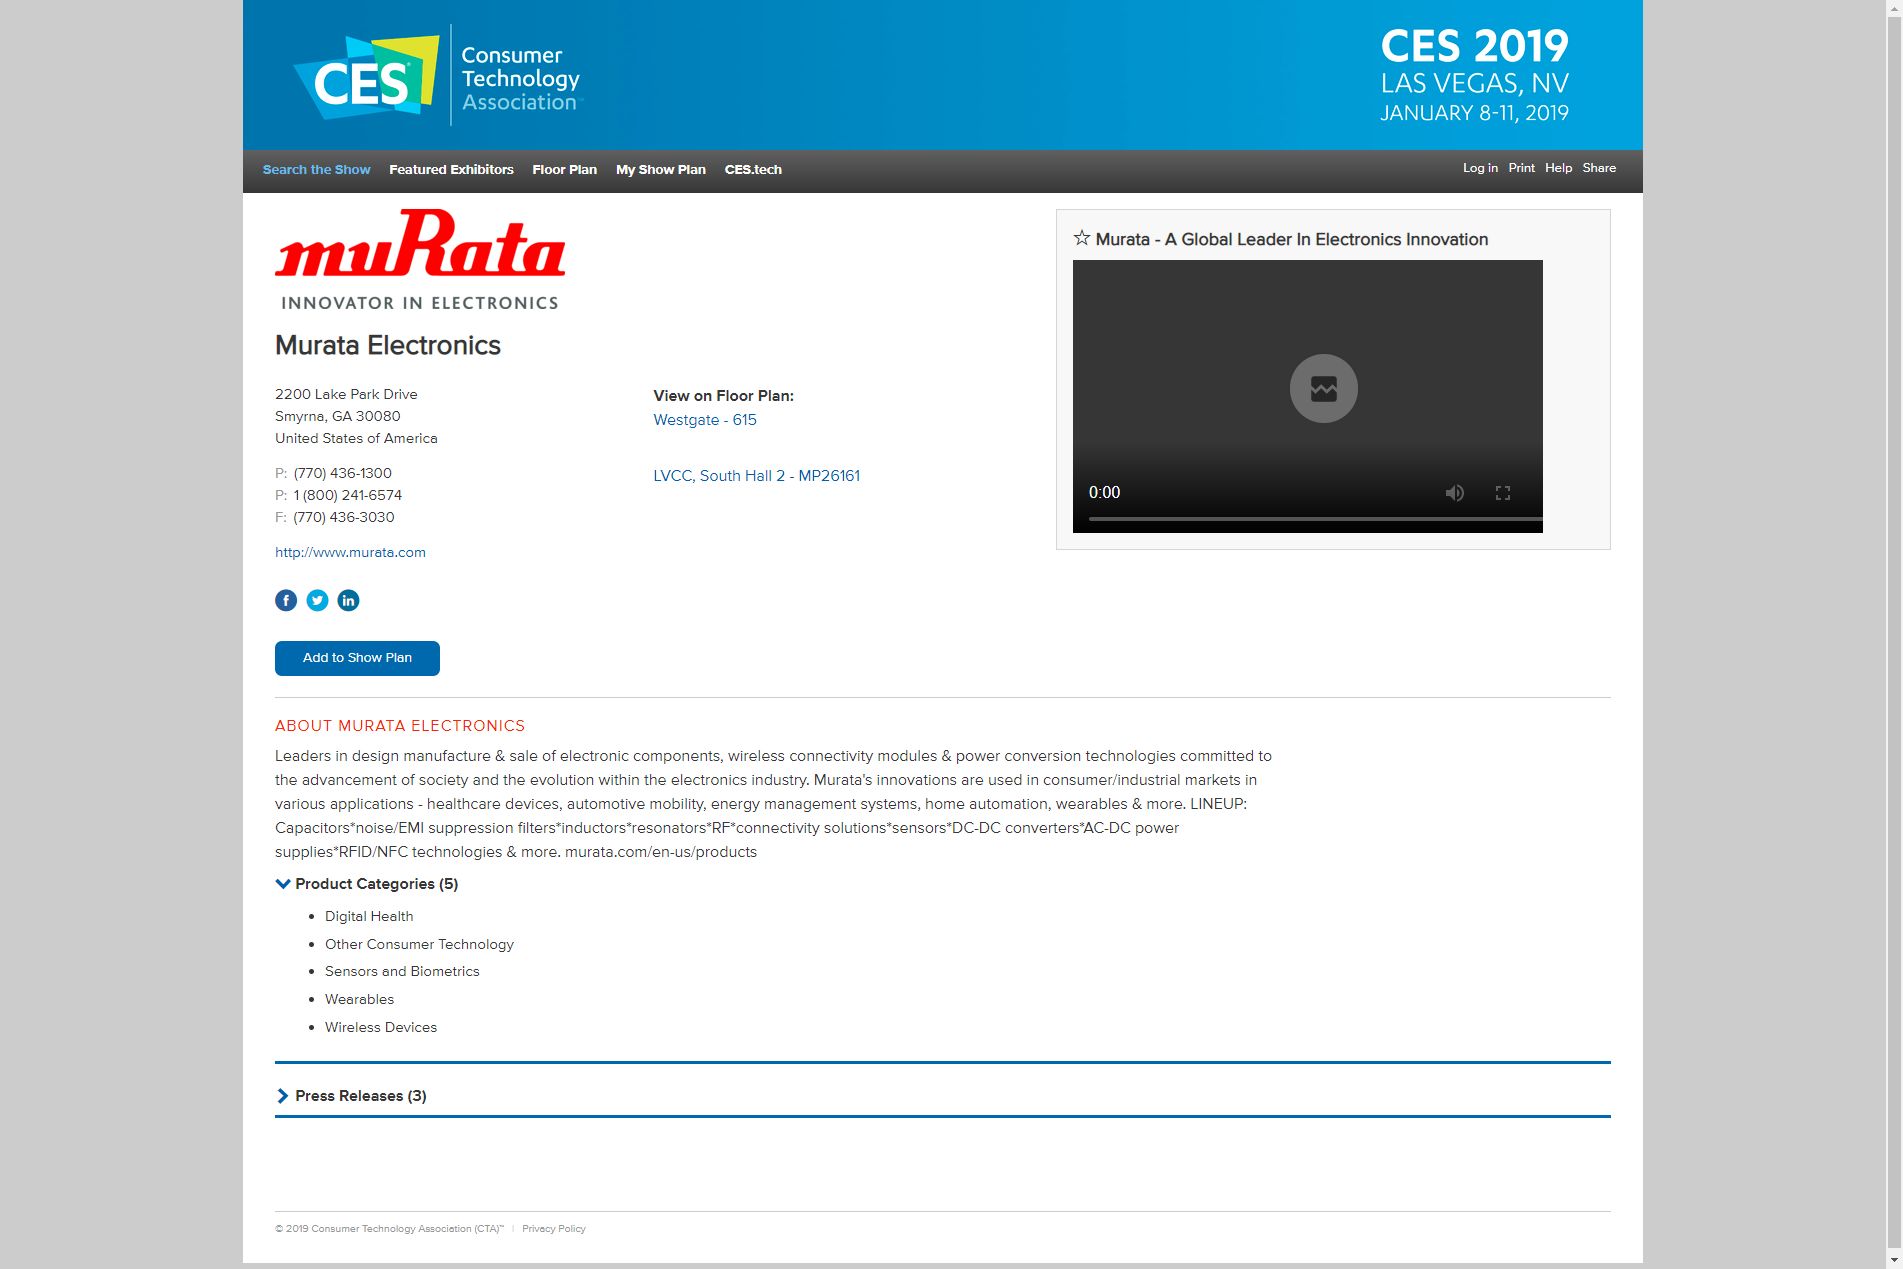 CES
Consumer
Technology
Association
CES 2019
LAS VEGAS, NV
JANUARY 8-11, 2019
Search the Show Featured Exhibitors Floor Plan My Show Plan CES.tech
Log in Print Help Share
muRata
INNOVATOR IN ELECTRONICS
Murata Electronics
2200 Lake Park Drive
Smyrna, GA 30080
United States of America
P: (770) 436-1300
P: 1 (800) 241-6574
F: (770) 436-3030
http://www.murata.com
View on Floor Plan:
Westgate - 615
LVCC, South Hall 2 - MP26161
Murata - A Global Leader In Electronics Innovation
0:00
f in
Add to Show Plan
ABOUT MURATA ELECTRONICS
Leaders in design manufacture & sale of electronic components, wireless connectivity modules & power conversion technologies committed to
the advancement of society and the evolution within the electronics industry. Murata's innovations are used in consumer/industrial markets in
various applications - healthcare devices, automotive mobility, energy management systems, home automation, wearables & more. LINEUP:
Capacitors*noise/EMI suppression filters*inductors*resonators*RF*connectivity solutions*sensors*DC-DC converters*AC-DC power
supplies*RFID/NFC technologies & more. murata.com/en-us/products
Product Categories (5)
• Digital Health
• Other Consumer Technology
• Sensors and Biometrics
• Wearables
• Wireless Devices
Press Releases (3)
© 2019 Consumer Technology Association (CTA)™ | Privacy Policy